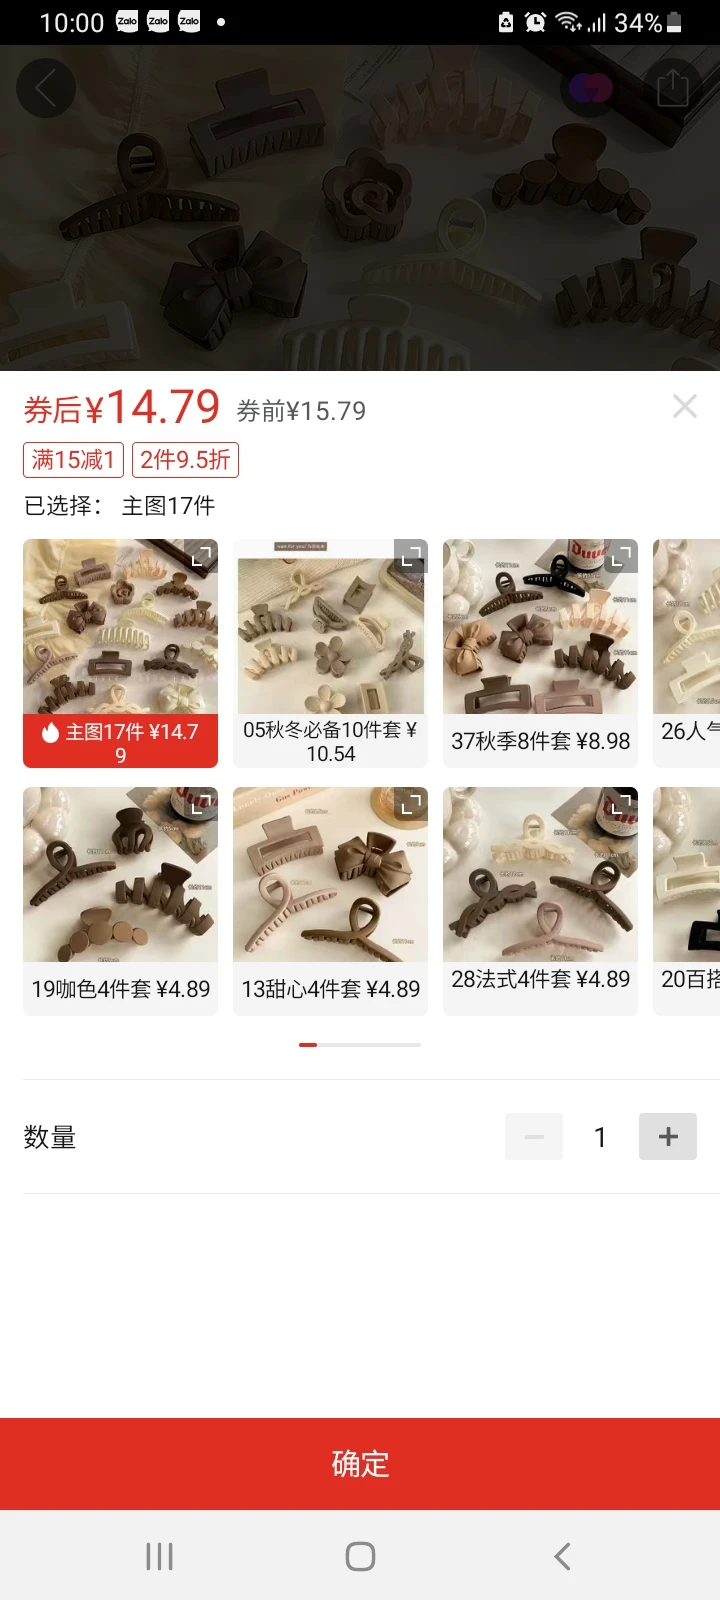 10:00 Zalo Zalo Zalo 34%
券后¥14.79 券前¥15.79
满15减1 2件9.5折
已选择： 主图17件
主图17件 ¥14.7
9
05秋冬必备10件套 ¥
10.54
37秋季8件套 ¥8.98
26人气
19咖色4件套 ¥4.89
13甜心4件套 ¥4.89
28法式4件套 ¥4.89
20百搭
数量 1
确定